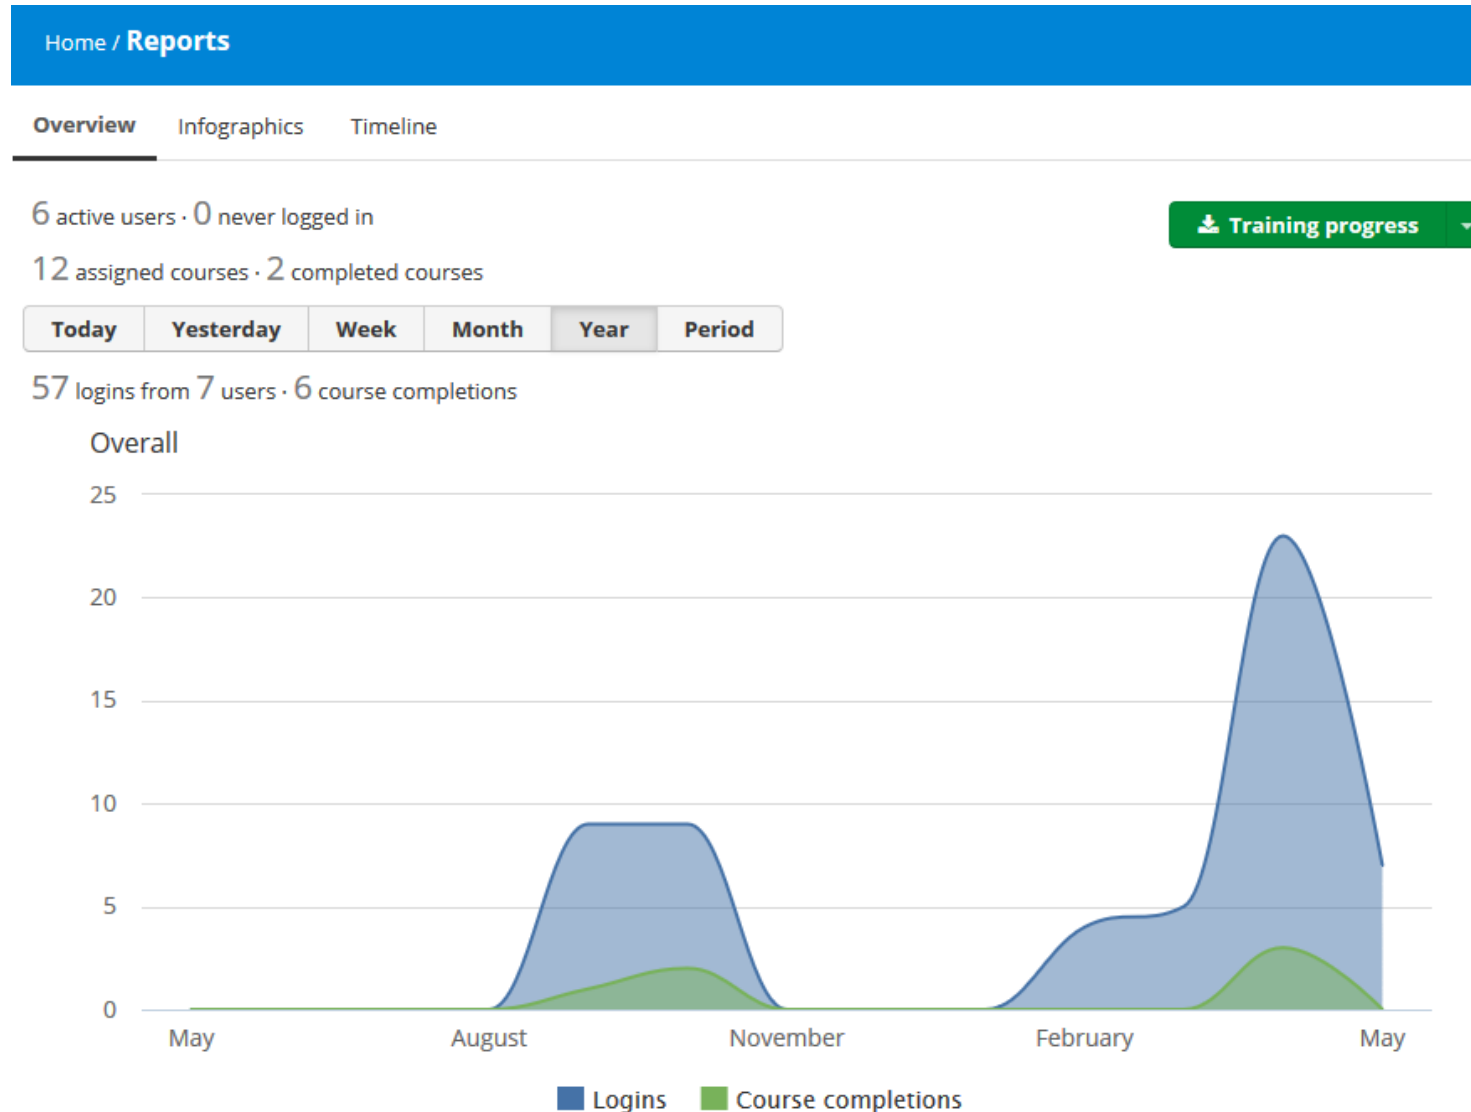 Home / Reports
Overview Infographics Timeline
6 active users · 0 never logged in
Training progress
12 assigned courses · 2 completed courses
Today Yesterday Week Month Year Period
57 logins from 7 users · 6 course completions
Overall
25
20
15
10
5
0
May August November February May
Logins Course completions